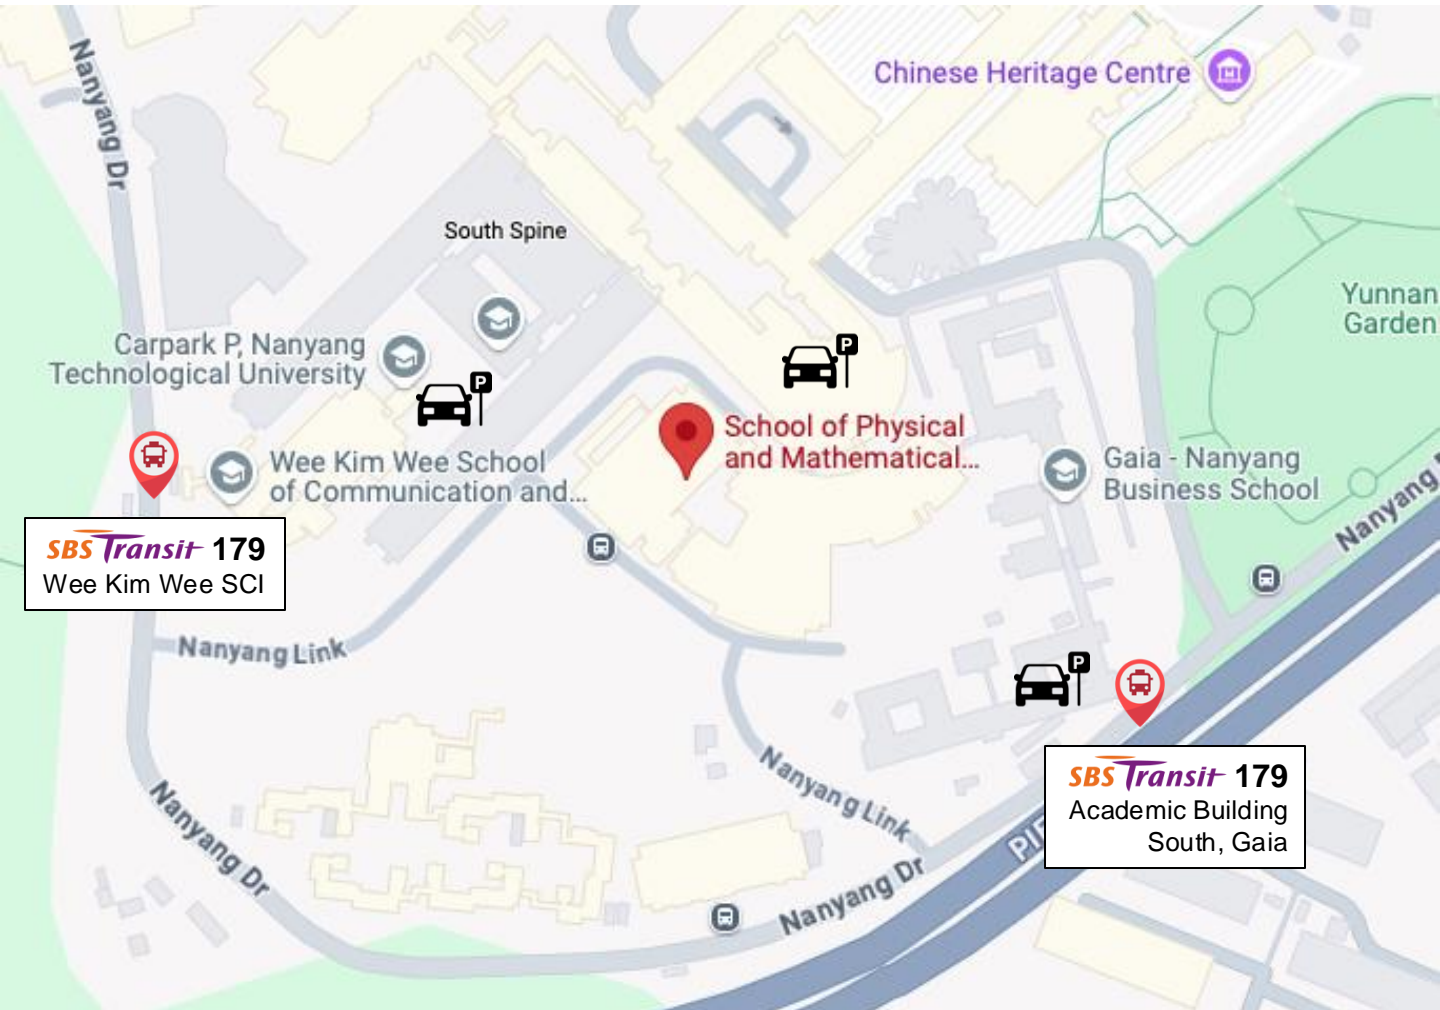 Nanyang Dr
Chinese Heritage Centre
South Spine
Yunnan
Garden
Carpark P, Nanyang
Technological University
P
P
School of Physical
and Mathematical...
Wee Kim Wee School
of Communication and...
Gaia - Nanyang
Business School
Nanyang
SBS Transit 179
Wee Kim Wee SCI
Nanyang Link
P
Nanyang Link
SBS Transit 179
Academic Building
South, Gaia
Nanyang Dr
Nanyang Dr